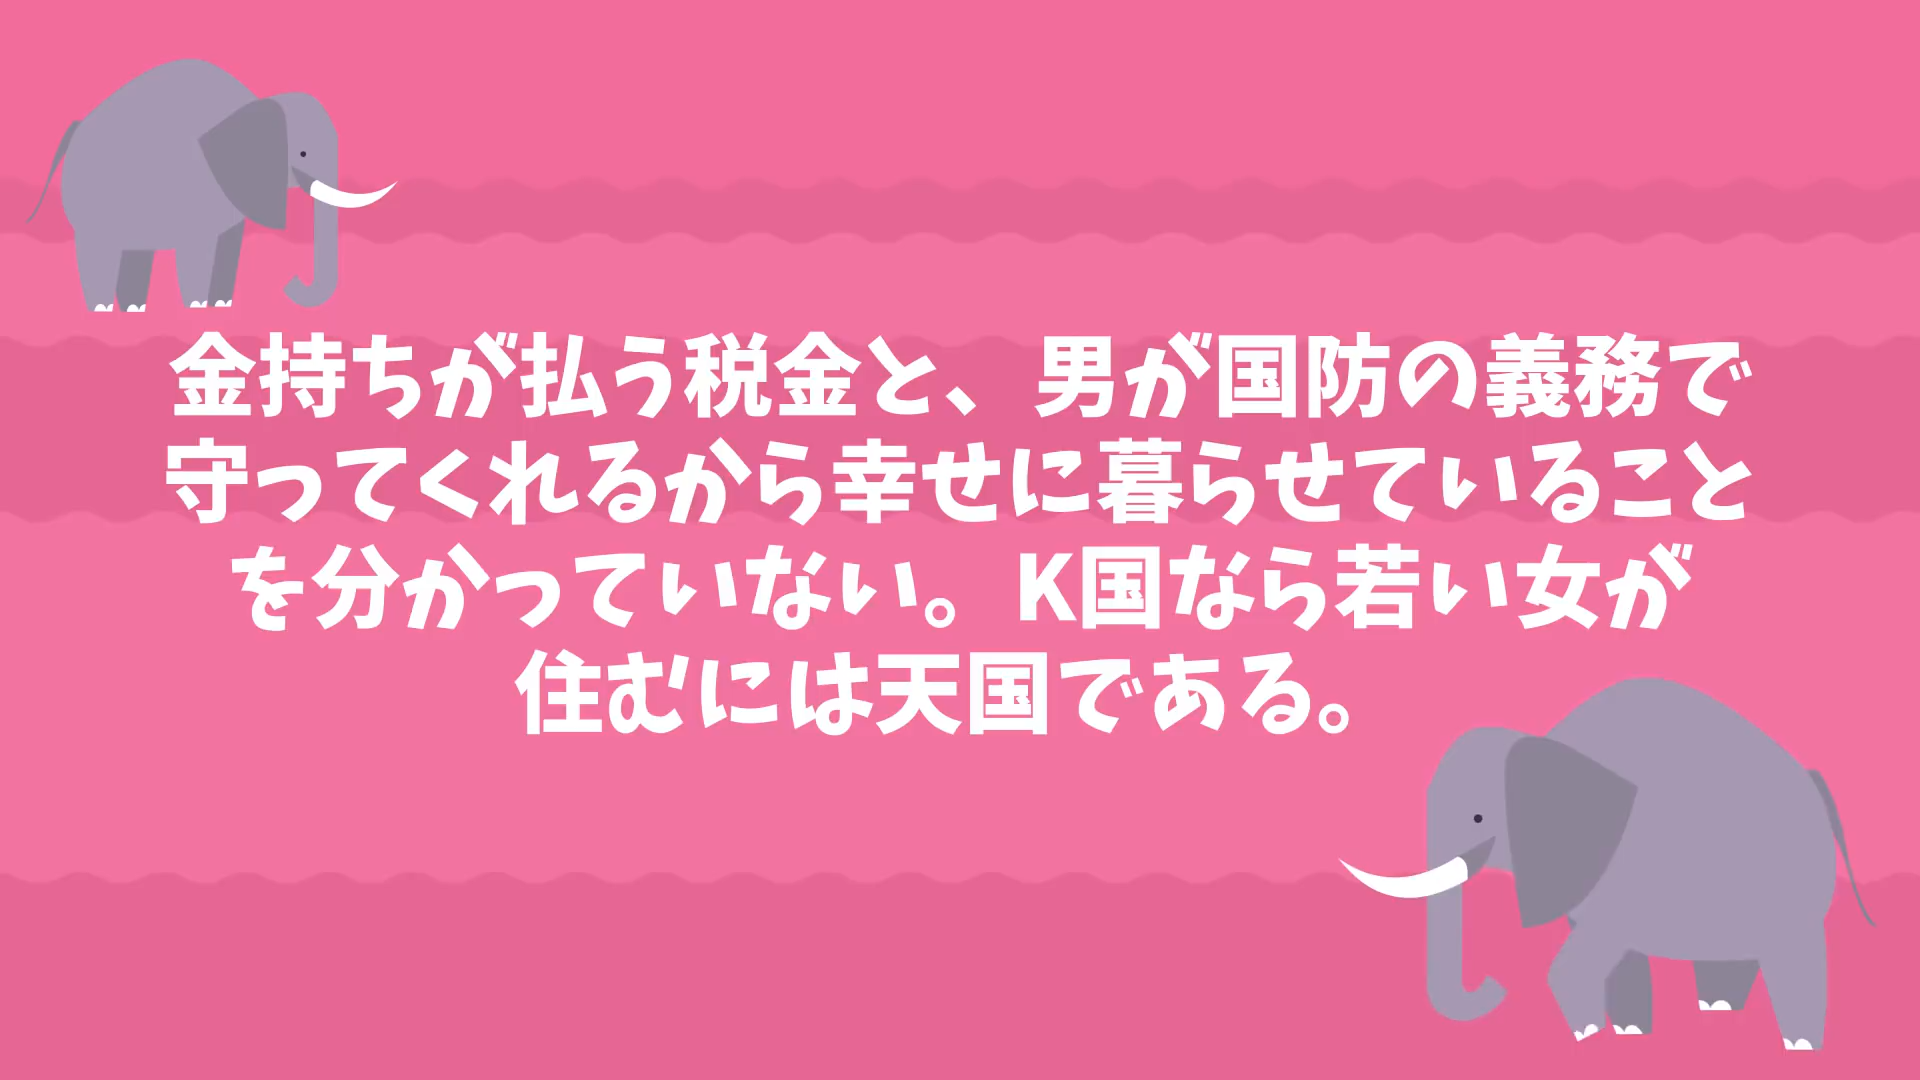 金持ちが払う税金と、男が国防の義務で
守ってくれるから幸せに暮らせていること
を分かっていない。K国なら若い女が
住むには天国である。